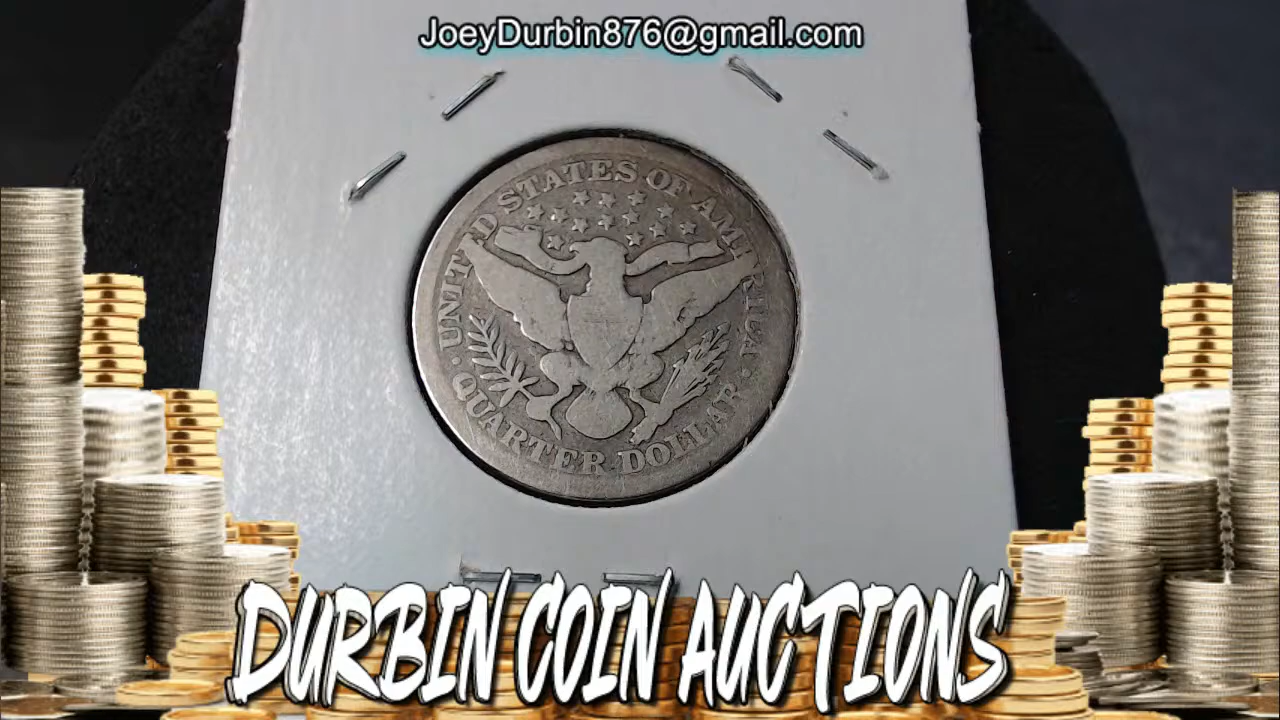 JoeyDurbin876@gmail.com
UNITED STATES OF AMERICA
QUARTER DOLLAR
DURBIN COIN AUCTIONS